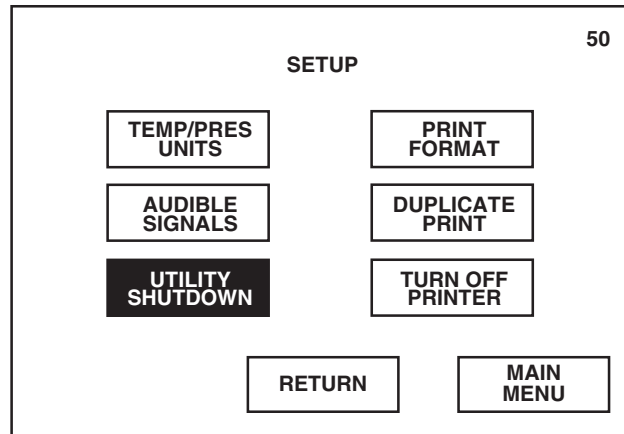 50
SETUP
TEMP/PRES
UNITS
PRINT
FORMAT
AUDIBLE
SIGNALS
DUPLICATE
PRINT
UTILITY
SHUTDOWN
TURN OFF
PRINTER
RETURN
MAIN
MENU